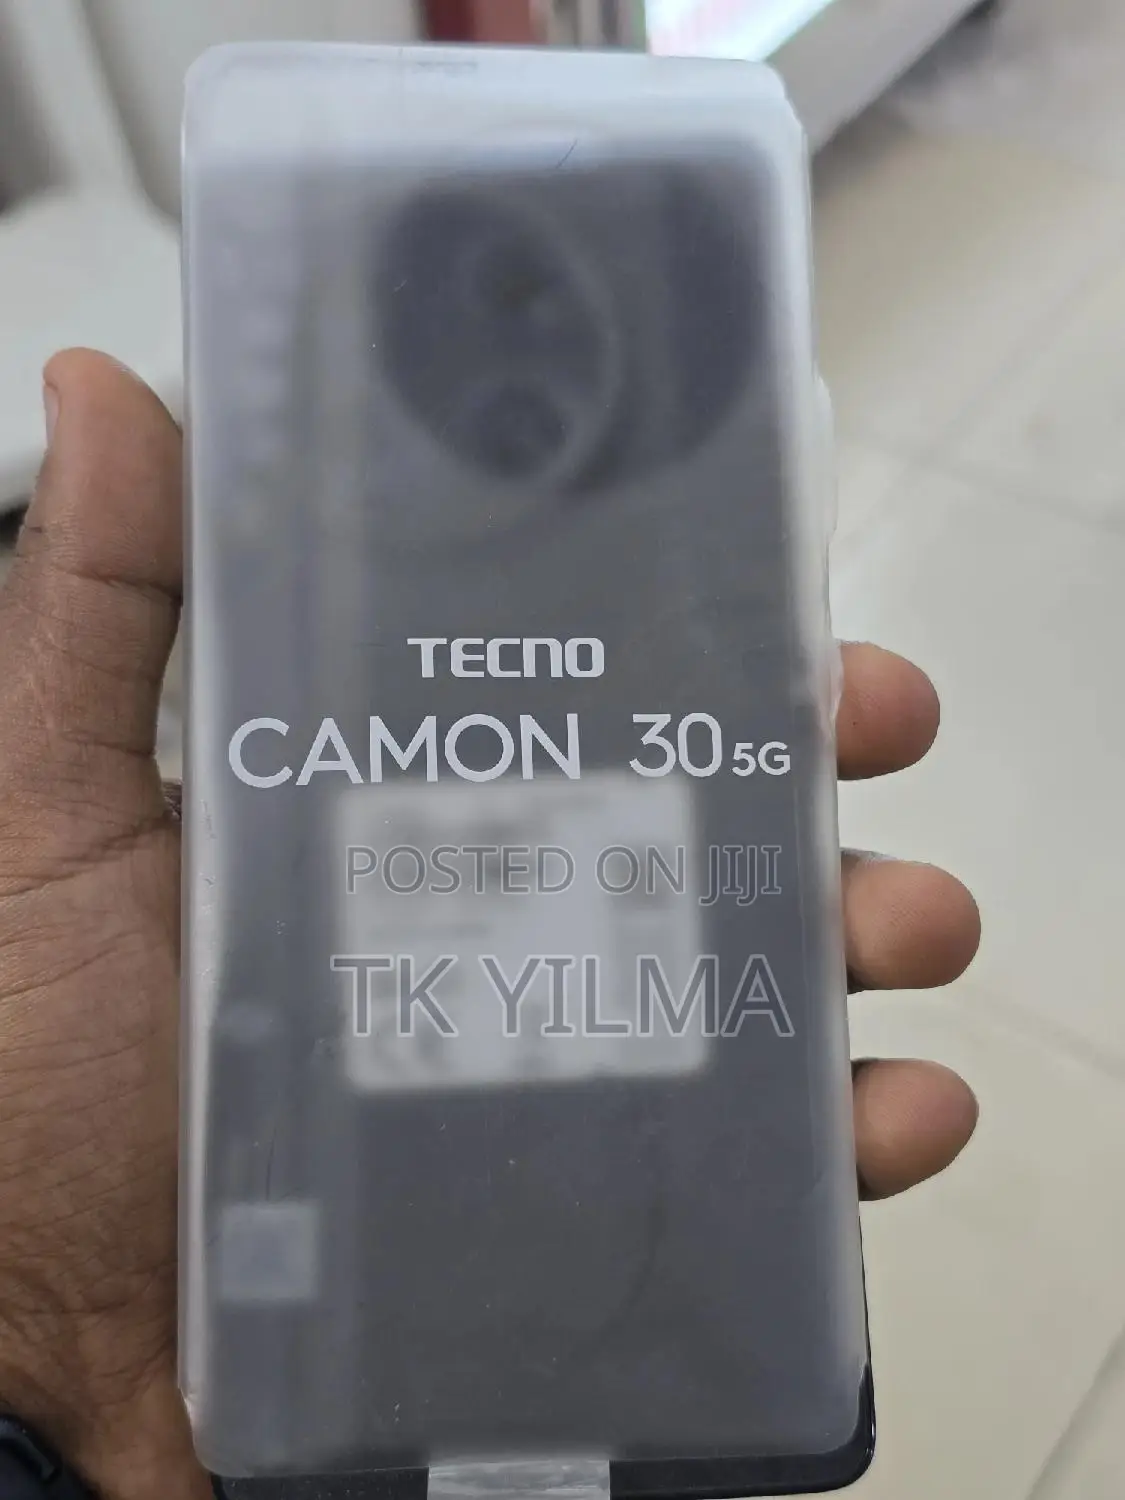 TECNO
CAMON 30 5G
POSTED ON JIJI
TK YILMA